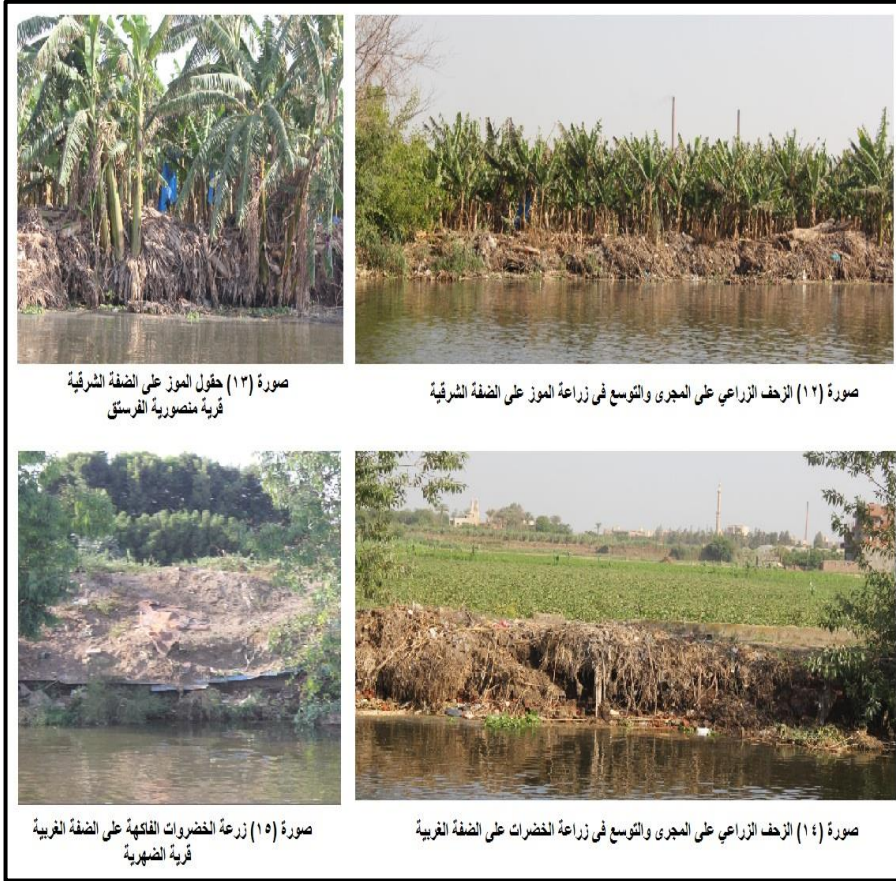 صورة (١٢) الزحف الزراعي على المجرى والتوسع فى زراعة الموز على الضفة الشرقية
صورة (١٣) حقول الموز على الضفة الشرقية
قرية منصورية الفرستق
صورة (١٤) الزحف الزراعي على المجرى والتوسع فى زراعة الخضرات على الضفة الغربية
صورة (١٥) زرعة الخضروات الفاكهة على الضفة الغربية
قرية الضهرية